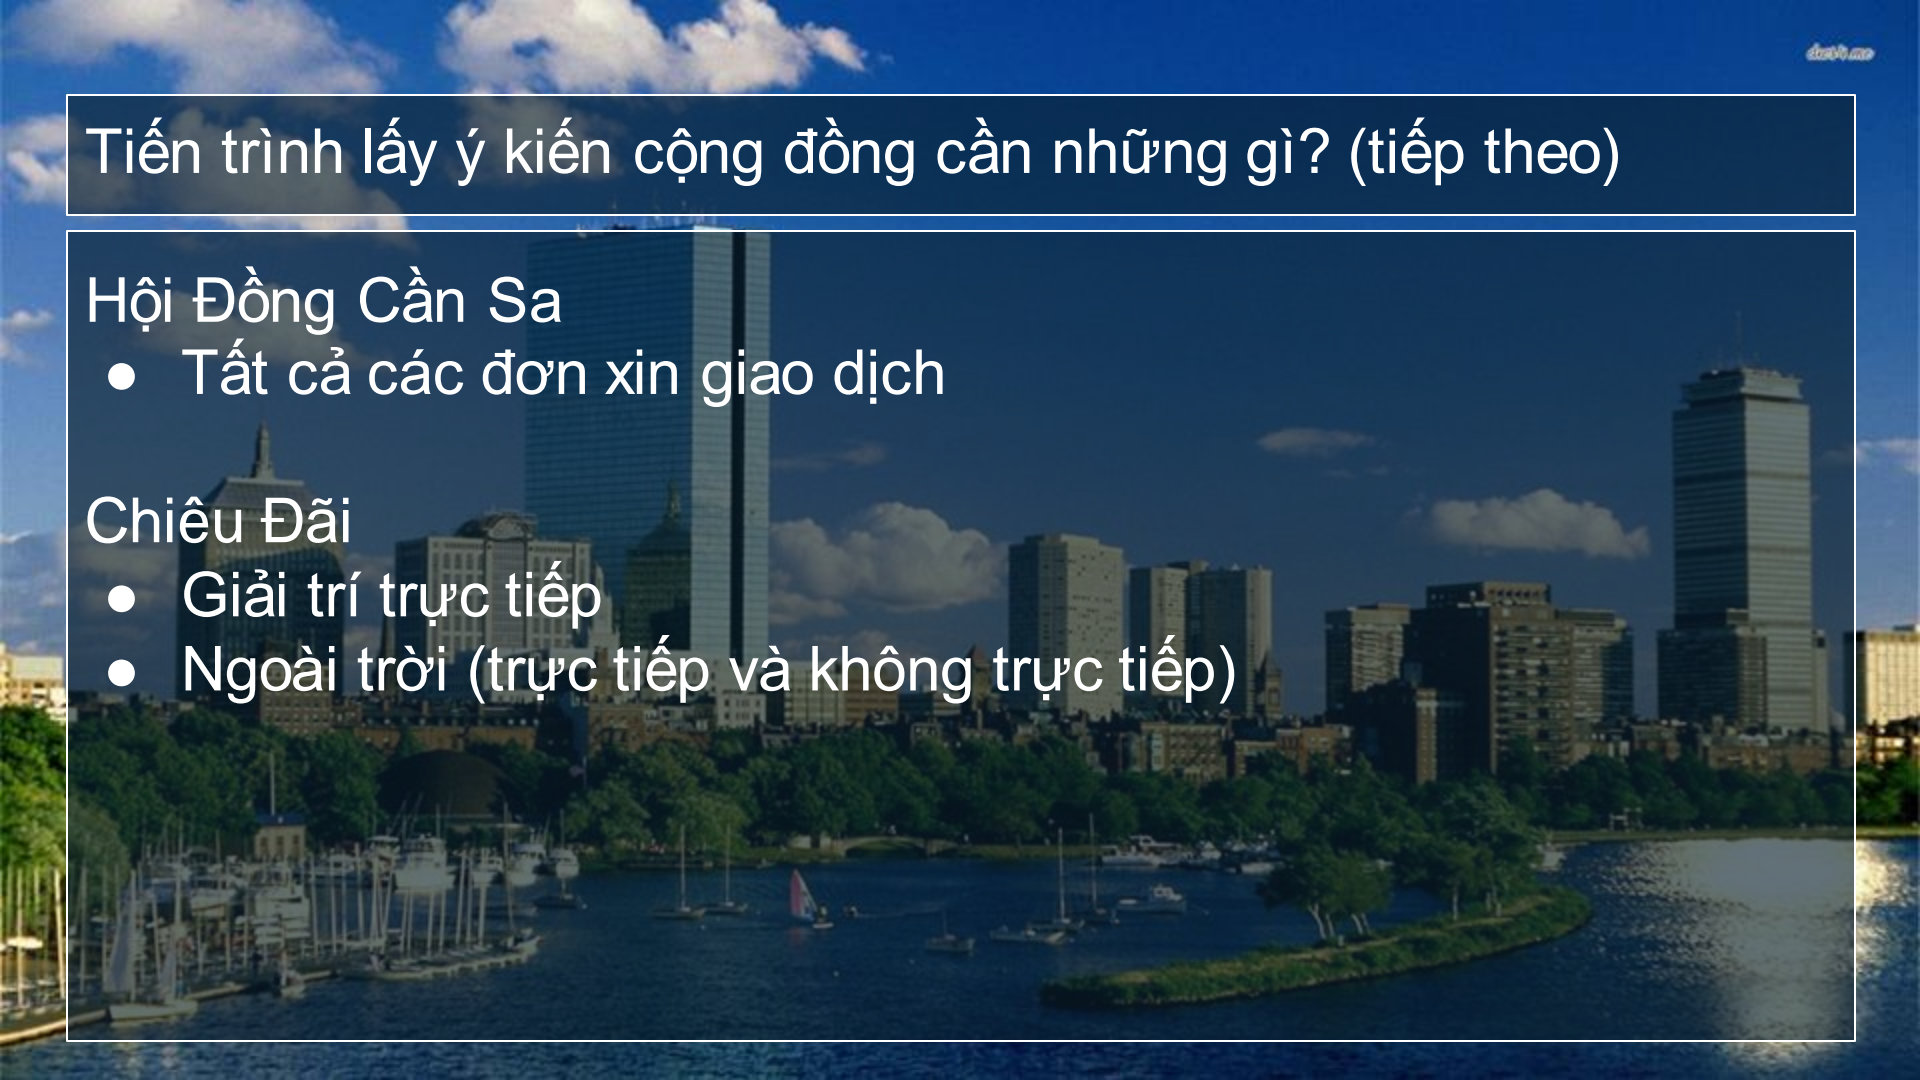 Tiến trình lấy ý kiến cộng đồng cần những gì? (tiếp theo)
Hội Đồng Cần Sa
● Tất cả các đơn xin giao dịch
Chiêu Đãi
● Giải trí trực tiếp
● Ngoài trời (trực tiếp và không trực tiếp)